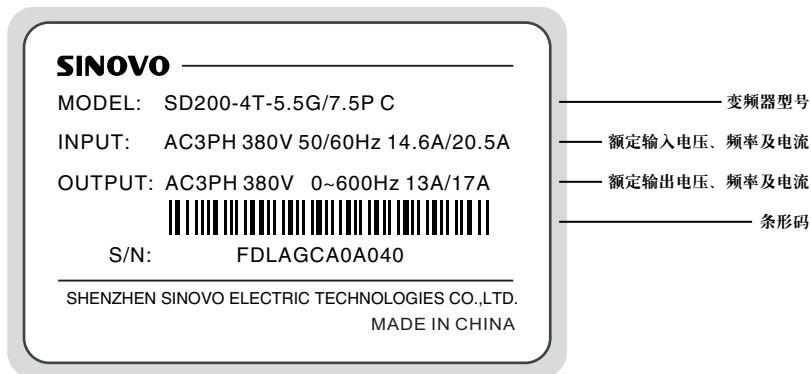 SINOVO
MODEL: SD200-4T-5.5G/7.5P C
变频器型号
INPUT: AC3PH 380V 50/60Hz 14.6A/20.5A
额定输入电压、频率及电流
OUTPUT: AC3PH 380V 0~600Hz 13A/17A
额定输出电压、频率及电流
条形码
S/N: FDLAGCA0A040
SHENZHEN SINOVO ELECTRIC TECHNOLOGIES CO.,LTD.
MADE IN CHINA